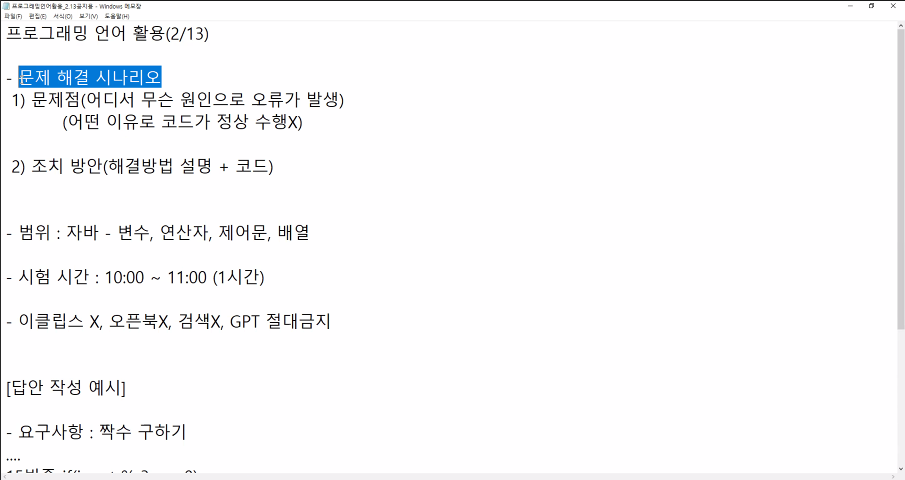 프로그래밍언어활용_2.13공지용 - Windows 메모장
파일(F) 편집(E) 서식(O) 보기(V) 도움말(H)
프로그래밍 언어 활용(2/13)
- 문제 해결 시나리오
1) 문제점(어디서 무슨 원인으로 오류가 발생)
(어떤 이유로 코드가 정상 수행X)
2) 조치 방안(해결방법 설명 + 코드)
- 범위 : 자바 - 변수, 연산자, 제어문, 배열
- 시험 시간 : 10:00 ~ 11:00 (1시간)
- 이클립스 X, 오픈북X, 검색X, GPT 절대금지
[답안 작성 예시]
- 요구사항 : 짝수 구하기
....